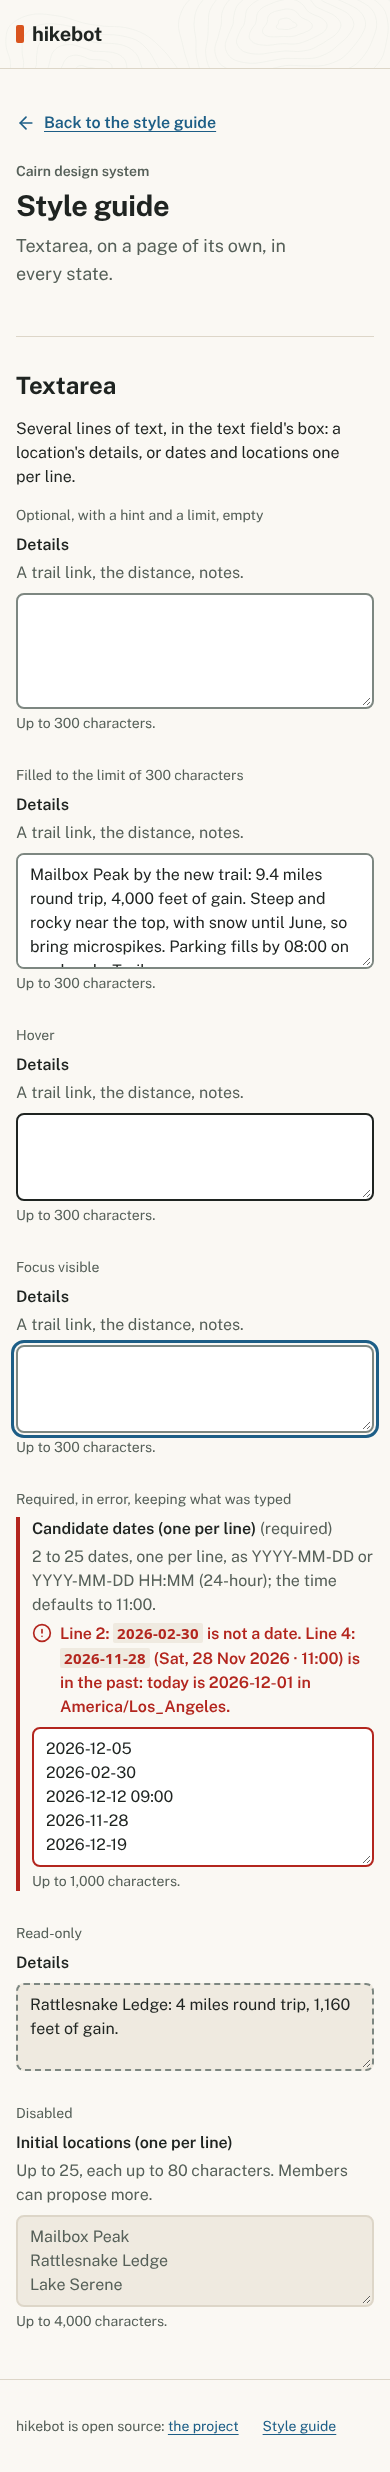 hikebot
Back to the style guide
Cairn design system
Style guide
Textarea, on a page of its own, in
every state.
Textarea
Several lines of text, in the text field's box: a
location's details, or dates and locations one
per line.
Optional, with a hint and a limit, empty
Details
A trail link, the distance, notes.
Up to 300 characters.
Filled to the limit of 300 characters
Details
A trail link, the distance, notes.
Mailbox Peak by the new trail: 9.4 miles
round trip, 4,000 feet of gain. Steep and
rocky near the top, with snow until June, so
bring microspikes. Parking fills by 08:00 on
Up to 300 characters.
Hover
Details
A trail link, the distance, notes.
Up to 300 characters.
Focus visible
Details
A trail link, the distance, notes.
Up to 300 characters.
Required, in error, keeping what was typed
Candidate dates (one per line) (required)
2 to 25 dates, one per line, as YYYY-MM-DD or
YYYY-MM-DD HH:MM (24-hour); the time
defaults to 11:00.
Line 2: 2026-02-30 is not a date. Line 4:
2026-11-28 (Sat, 28 Nov 2026 · 11:00) is
in the past: today is 2026-12-01 in
America/Los_Angeles.
2026-12-05
2026-02-30
2026-12-12 09:00
2026-11-28
2026-12-19
Up to 1,000 characters.
Read-only
Details
Rattlesnake Ledge: 4 miles round trip, 1,160
feet of gain.
Disabled
Initial locations (one per line)
Up to 25, each up to 80 characters. Members
can propose more.
Mailbox Peak
Rattlesnake Ledge
Lake Serene
Up to 4,000 characters.
hikebot is open source: the project Style guide